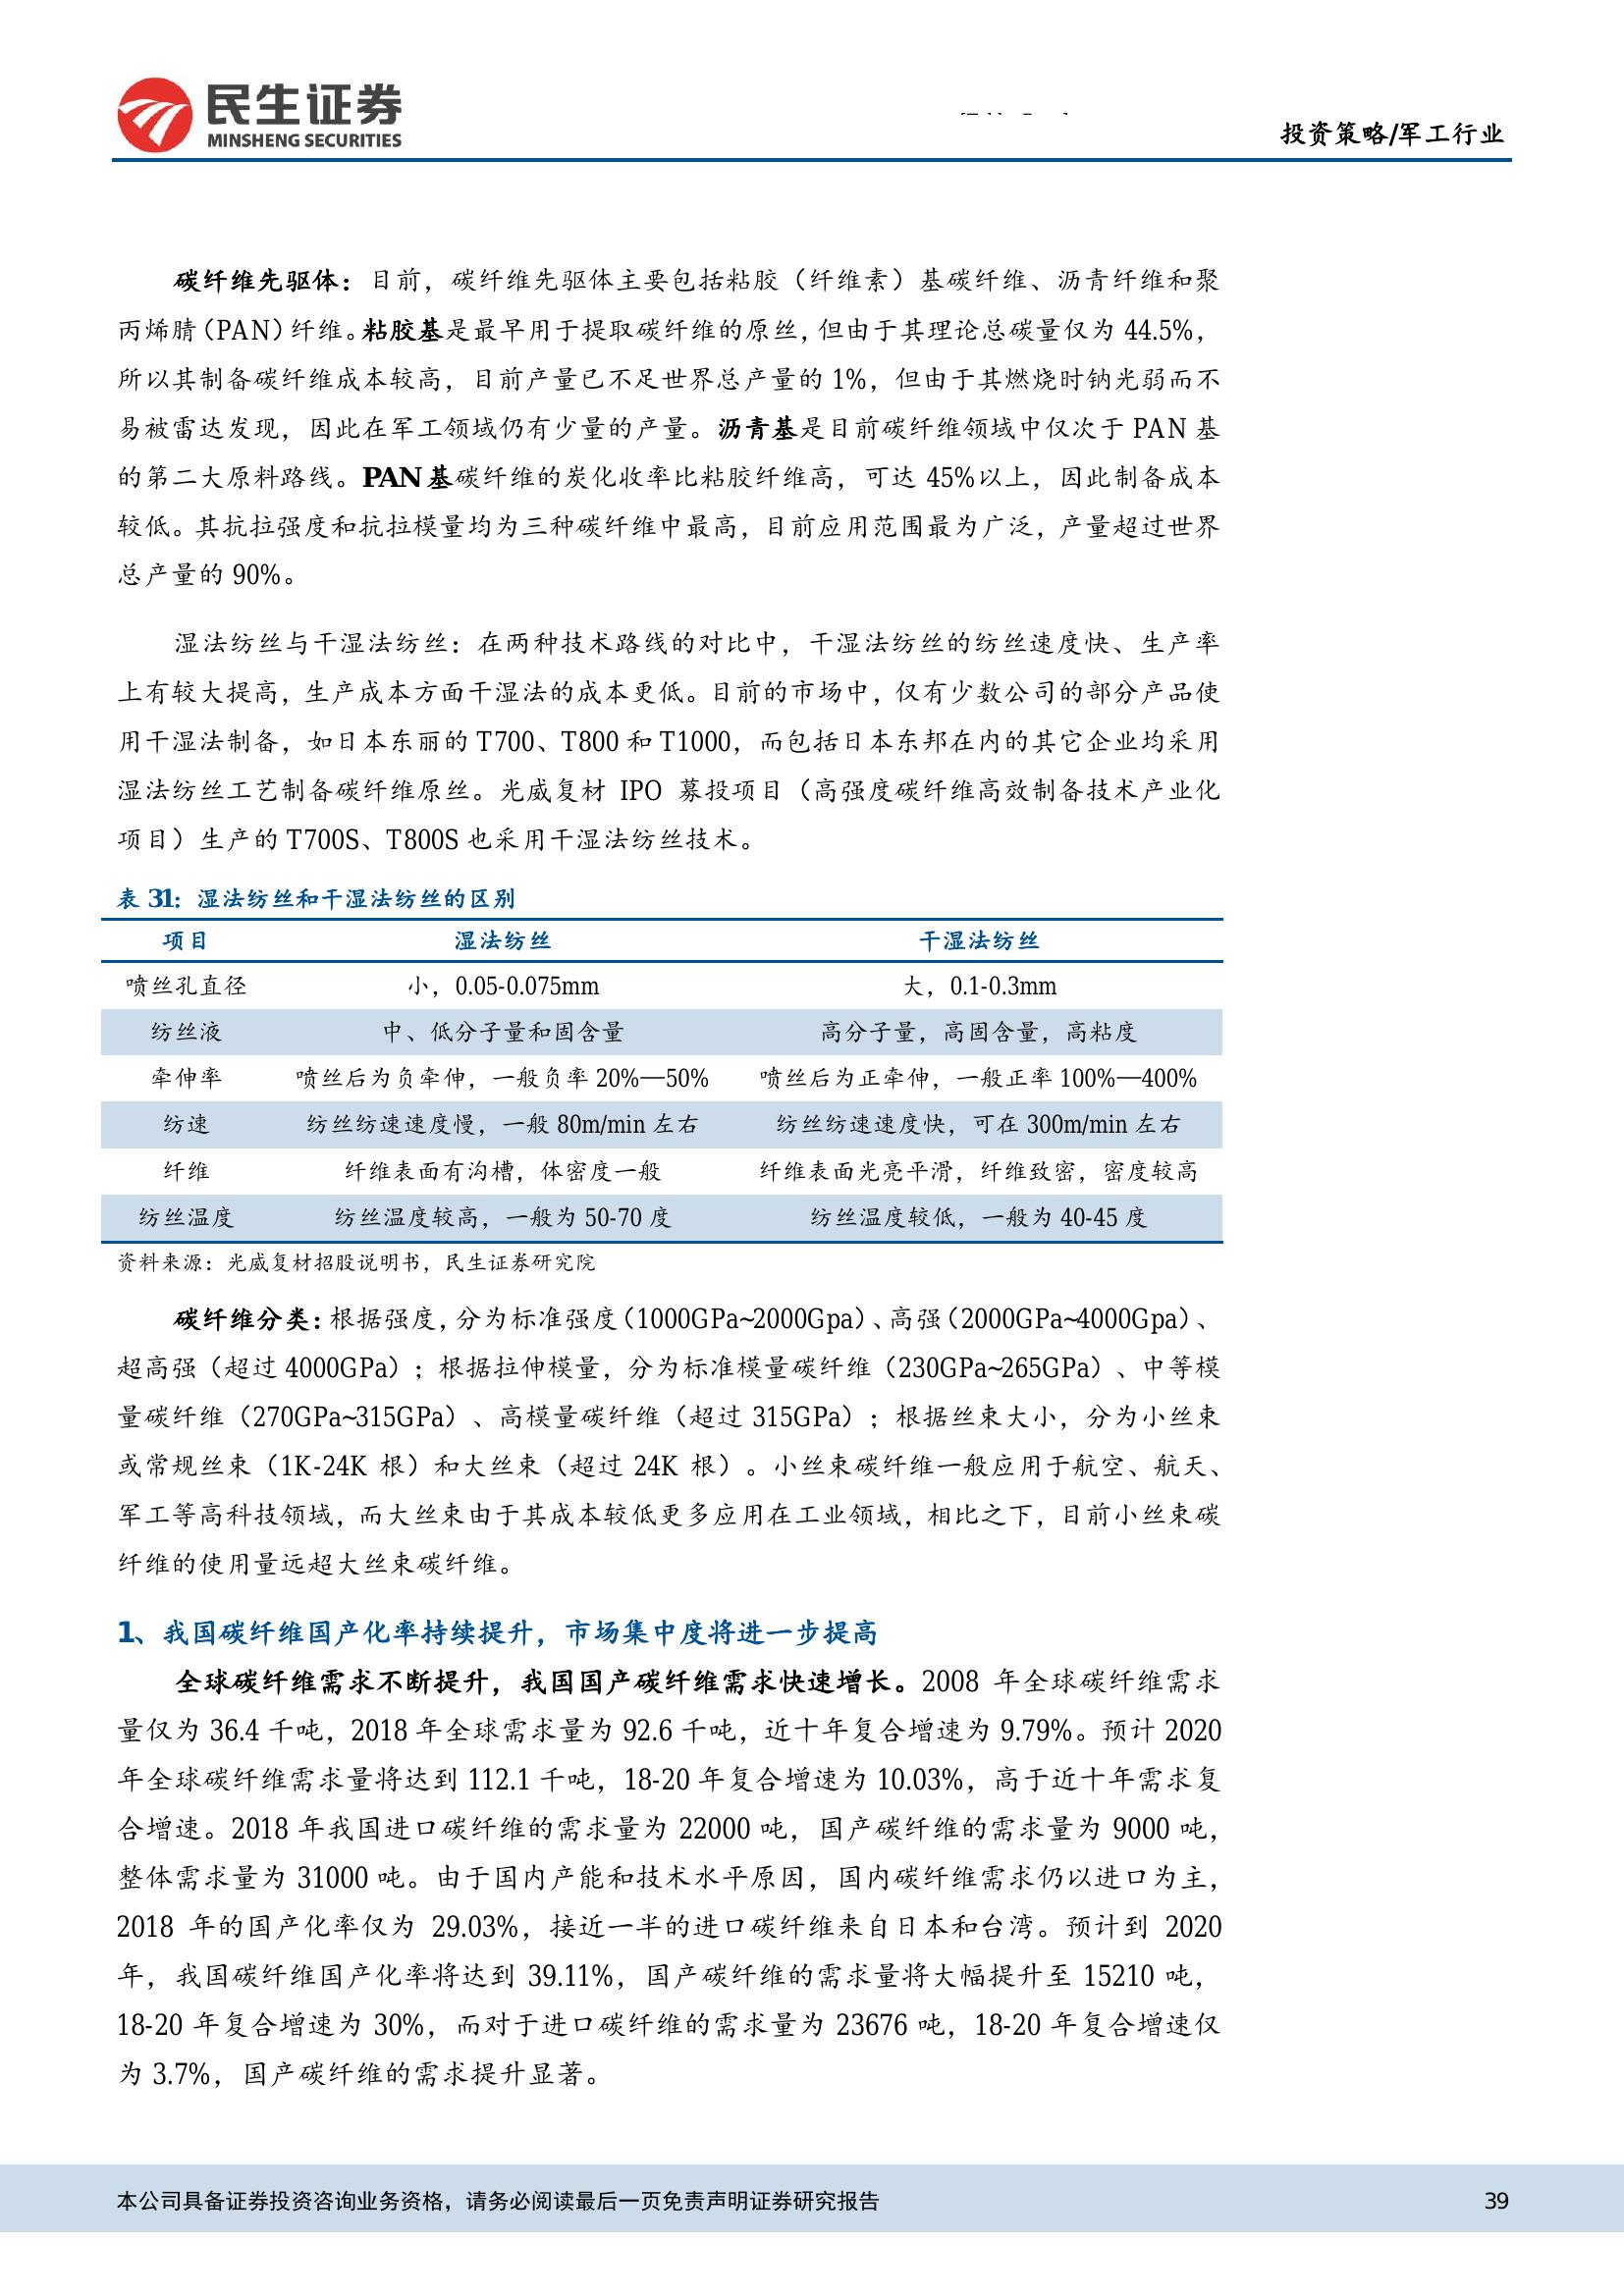 民生证券
MINSHENG SECURITIES
投资策略/军工行业
碳纤维先驱体：目前，碳纤维先驱体主要包括粘胶（纤维素）基碳纤维、沥青纤维和聚
丙烯腈（PAN）纤维。粘胶基是最早用于提取碳纤维的原丝，但由于其理论总碳量仅为 44.5%，
所以其制备碳纤维成本较高，目前产量已不足世界总产量的 1%，但由于其燃烧时钠光弱而不
易被雷达发现，因此在军工领域仍有少量的产量。沥青基是目前碳纤维领域中仅次于 PAN 基
的第二大原料路线。PAN 基碳纤维的炭化收率比粘胶纤维高，可达 45%以上，因此制备成本
较低。其抗拉强度和抗拉模量均为三种碳纤维中最高，目前应用范围最为广泛，产量超过世界
总产量的 90%。
湿法纺丝与干湿法纺丝：在两种技术路线的对比中，干湿法纺丝的纺丝速度快、生产率
上有较大提高，生产成本方面干湿法的成本更低。目前的市场中，仅有少数公司的部分产品使
用干湿法制备，如日本东丽的 T700、T800 和 T1000，而包括日本东邦在内的其它企业均采用
湿法纺丝工艺制备碳纤维原丝。光威复材 IPO 募投项目（高强度碳纤维高效制备技术产业化
项目）生产的 T700S、T800S 也采用干湿法纺丝技术。
表 31：湿法纺丝和干湿法纺丝的区别
项目 湿法纺丝 干湿法纺丝
喷丝孔直径 小，0.05-0.075mm 大，0.1-0.3mm
纺丝液 中、低分子量和固含量 高分子量，高固含量，高粘度
牵伸率 喷丝后为负牵伸，一般负率 20%—50% 喷丝后为正牵伸，一般正率 100%—400%
纺速 纺丝纺速速度慢，一般 80m/min 左右 纺丝纺速速度快，可在 300m/min 左右
纤维 纤维表面有沟槽，体密度一般 纤维表面光亮平滑，纤维致密，密度较高
纺丝温度 纺丝温度较高，一般为 50-70 度 纺丝温度较低，一般为 40-45 度
资料来源：光威复材招股说明书，民生证券研究院
碳纤维分类：根据强度，分为标准强度（1000GPa~2000Gpa）、高强（2000GPa~4000Gpa）、
超高强（超过 4000GPa）；根据拉伸模量，分为标准模量碳纤维（230GPa~265GPa）、中等模
量碳纤维（270GPa~315GPa）、高模量碳纤维（超过 315GPa）；根据丝束大小，分为小丝束
或常规丝束（1K-24K 根）和大丝束（超过 24K 根）。小丝束碳纤维一般应用于航空、航天、
军工等高科技领域，而大丝束由于其成本较低更多应用在工业领域，相比之下，目前小丝束碳
纤维的使用量远超大丝束碳纤维。
1、我国碳纤维国产化率持续提升，市场集中度将进一步提高
全球碳纤维需求不断提升，我国国产碳纤维需求快速增长。2008 年全球碳纤维需求
量仅为 36.4 千吨，2018 年全球需求量为 92.6 千吨，近十年复合增速为 9.79%。预计 2020
年全球碳纤维需求量将达到 112.1 千吨，18-20 年复合增速为 10.03%，高于近十年需求复
合增速。2018 年我国进口碳纤维的需求量为 22000 吨，国产碳纤维的需求量为 9000 吨，
整体需求量为 31000 吨。由于国内产能和技术水平原因，国内碳纤维需求仍以进口为主，
2018 年的国产化率仅为 29.03%，接近一半的进口碳纤维来自日本和台湾。预计到 2020
年，我国碳纤维国产化率将达到 39.11%，国产碳纤维的需求量将大幅提升至 15210 吨，
18-20 年复合增速为 30%，而对于进口碳纤维的需求量为 23676 吨，18-20 年复合增速仅
为 3.7%，国产碳纤维的需求提升显著。
本公司具备证券投资咨询业务资格，请务必阅读最后一页免责声明证券研究报告 39